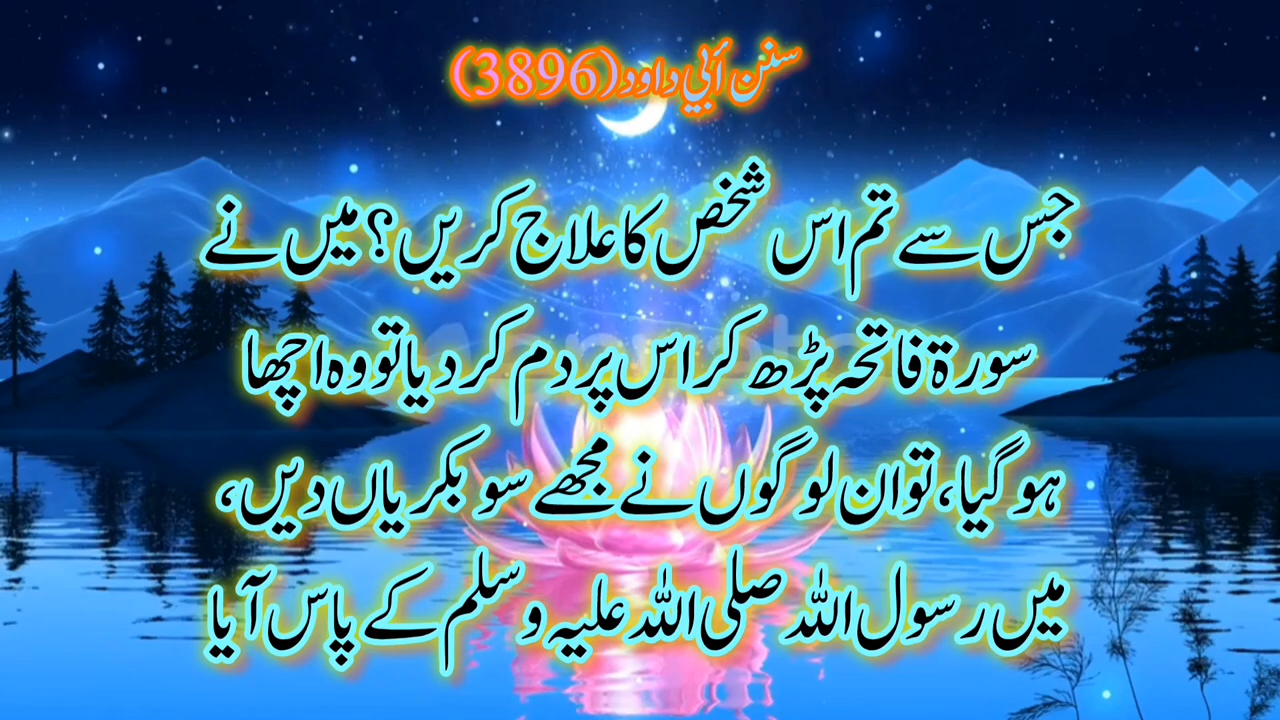 سنن أبي داود(3896)
جس سے تم اس شخص کا علاج کریں؟ میں نے
سورۃ فاتحہ پڑھ کر اس پر دم کر دیا تو وہ اچھا
ہو گیا، تو ان لوگوں نے مجھے سو بکریاں دیں،
میں رسول اللہ صلی اللہ علیہ وسلم کے پاس آیا